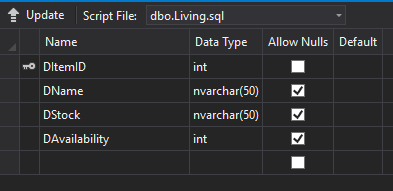 Update Script File: dbo.Living.sql
Name Data Type Allow Nulls Default
DItemID int
DName nvarchar(50)
DStock nvarchar(50)
DAvailability int